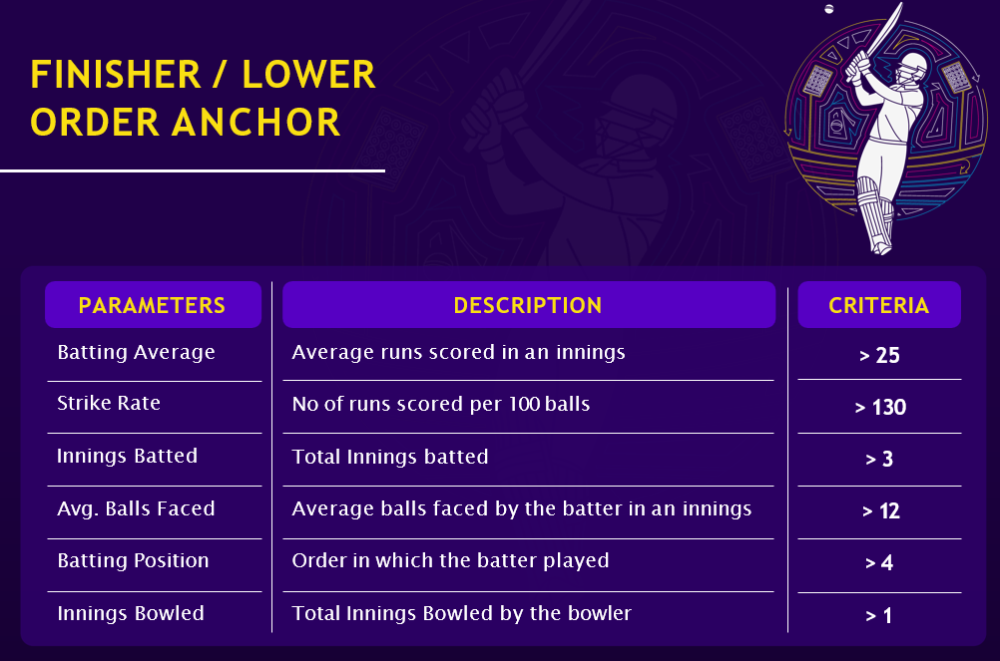 FINISHER / LOWER
ORDER ANCHOR
PARAMETERS DESCRIPTION CRITERIA
Batting Average Average runs scored in an innings > 25
Strike Rate No of runs scored per 100 balls > 130
Innings Batted Total Innings batted > 3
Avg. Balls Faced Average balls faced by the batter in an innings > 12
Batting Position Order in which the batter played > 4
Innings Bowled Total Innings Bowled by the bowler > 1